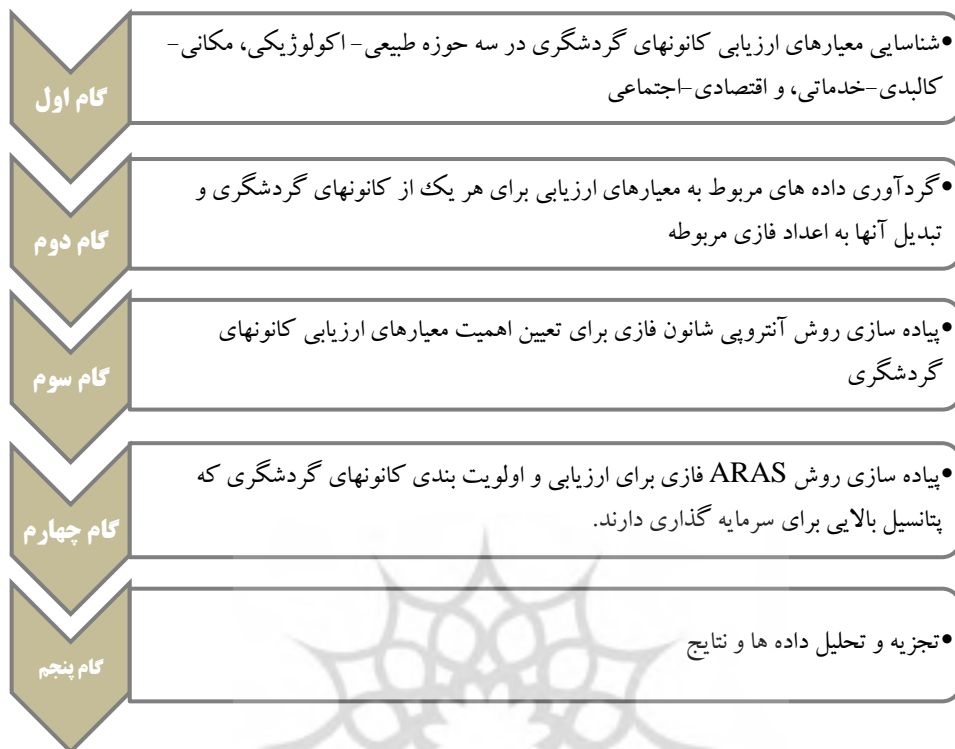 گام اول
•شناسایی معیارهای ارزیابی کانونهای گردشگری در سه حوزه طبیعی- اکولوژیکی، مکانی-
کالبدی-خدماتی، و اقتصادی-اجتماعی
گام دوم
•گردآوری داده های مربوط به معیارهای ارزیابی برای هر یک از کانونهای گردشگری و
تبدیل آنها به اعداد فازی مربوطه
گام سوم
•پیاده سازی روش آنتروپی شانون فازی برای تعیین اهمیت معیارهای ارزیابی کانونهای
گردشگری
گام چهارم
•پیاده سازی روش ARAS فازی برای ارزیابی و اولویت بندی کانونهای گردشگری که
پتانسیل بالایی برای سرمایه گذاری دارند.
گام پنجم
•تجزیه و تحلیل داده ها و نتایج